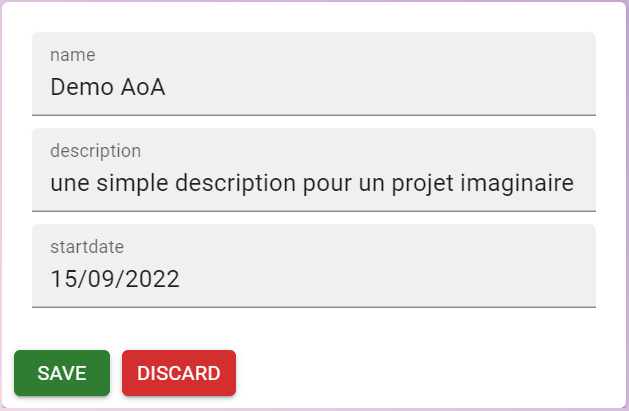 name
Demo AoA
description
une simple description pour un projet imaginaire
startdate
15/09/2022
SAVE
DISCARD